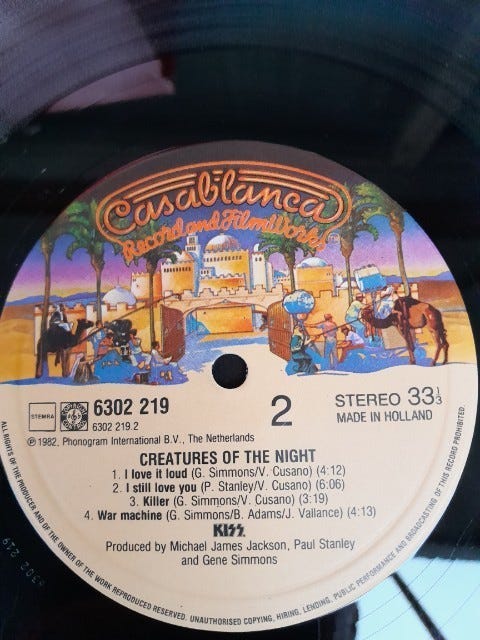 Casablanca
Record and FilmWorks
STEMRA
6302 219
6302 219.2
2
STEREO 33 1/3
MADE IN HOLLAND
℗1982, Phonogram International B.V., The Netherlands
CREATURES OF THE NIGHT
1. I love it loud (G. Simmons/V. Cusano) (4:12)
2. I still love you (P. Stanley/V. Cusano) (6:06)
3. Killer (G. Simmons/V. Cusano) (3:19)
4. War machine (G. Simmons/B. Adams/J. Vallance) (4:13)
KISS
Produced by Michael James Jackson, Paul Stanley
and Gene Simmons
ALL RIGHTS OF THE PRODUCER AND OF THE OWNER OF THE WORK REPRODUCED RESERVED. UNAUTHORISED COPYING, HIRING, LENDING, PUBLIC PERFORMANCE AND BROADCASTING OF THIS RECORD PROHIBITED.
6302 219